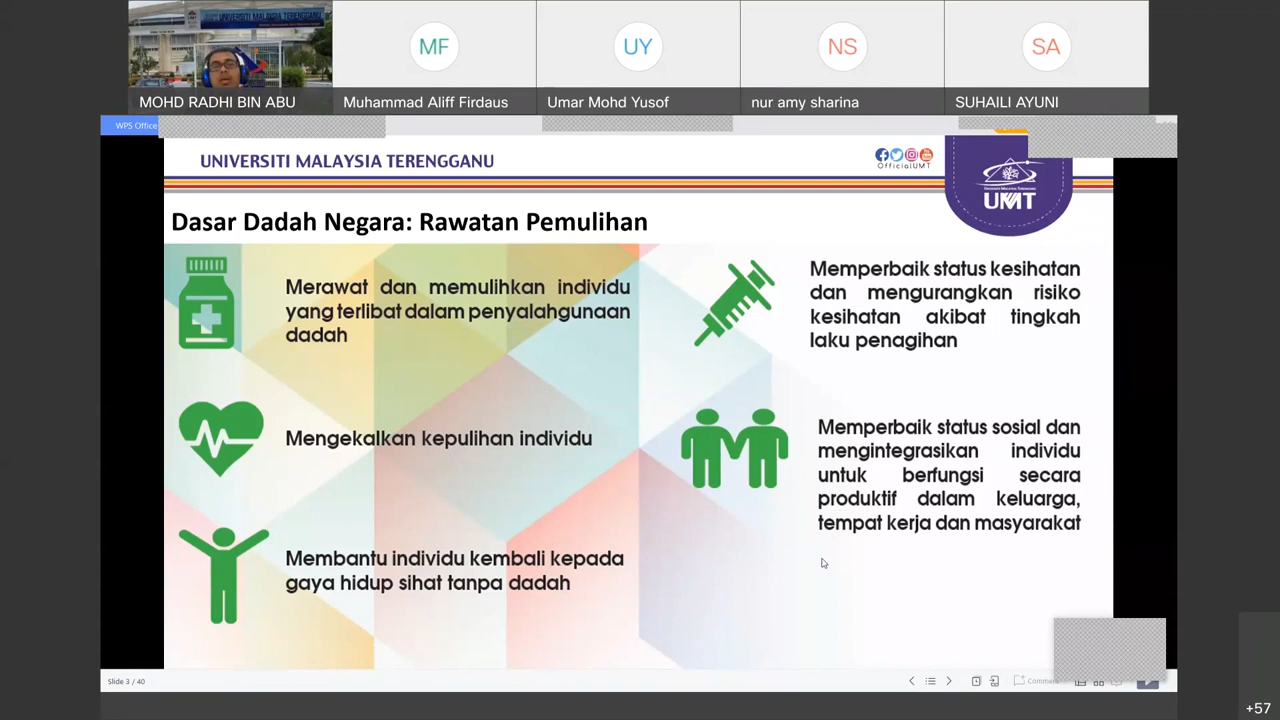 UNIVERSITI MALAYSIA TERENGGANU
MF
UY
NS
SA
MOHD RADHI BIN ABU
Muhammad Aliff Firdaus
Umar Mohd Yusof
nur amy sharina
SUHAILI AYUNI
WPS Office
UNIVERSITI MALAYSIA TERENGGANU
OfficialUMT
UMT
Dasar Dadah Negara: Rawatan Pemulihan
Merawat dan memulihkan individu
yang terlibat dalam penyalahgunaan
dadah
Mengekalkan kepulihan individu
Membantu individu kembali kepada
gaya hidup sihat tanpa dadah
Memperbaik status kesihatan
dan mengurangkan risiko
kesihatan akibat tingkah
laku penagihan
Memperbaik status sosial dan
mengintegrasikan individu
untuk berfungsi secara
produktif dalam keluarga,
tempat kerja dan masyarakat
Slide 3 / 40
+57